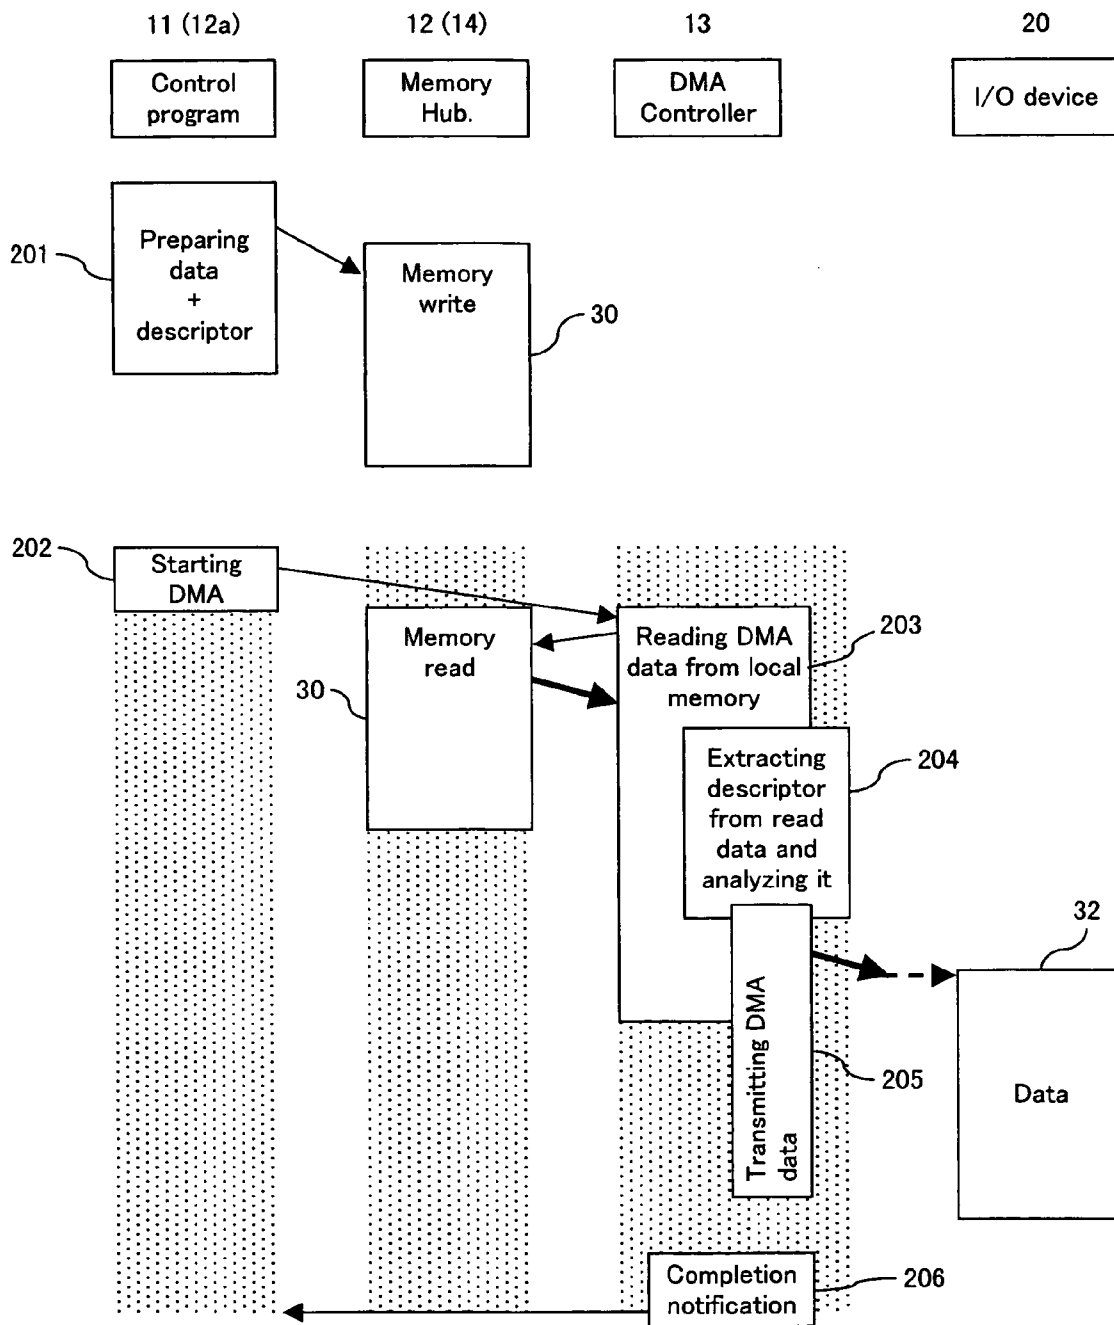 11 (12a)
12 (14)
13
20
Control
program
Memory
Hub.
DMA
Controller
I/O device
201
Preparing
data
+
descriptor
Memory
write
30
202
Starting
DMA
Memory
read
30
Reading DMA
data from local
memory
203
Extracting
descriptor
from read
data and
analyzing it
204
Transmitting DMA
data
205
32
Data
Completion
notification
206